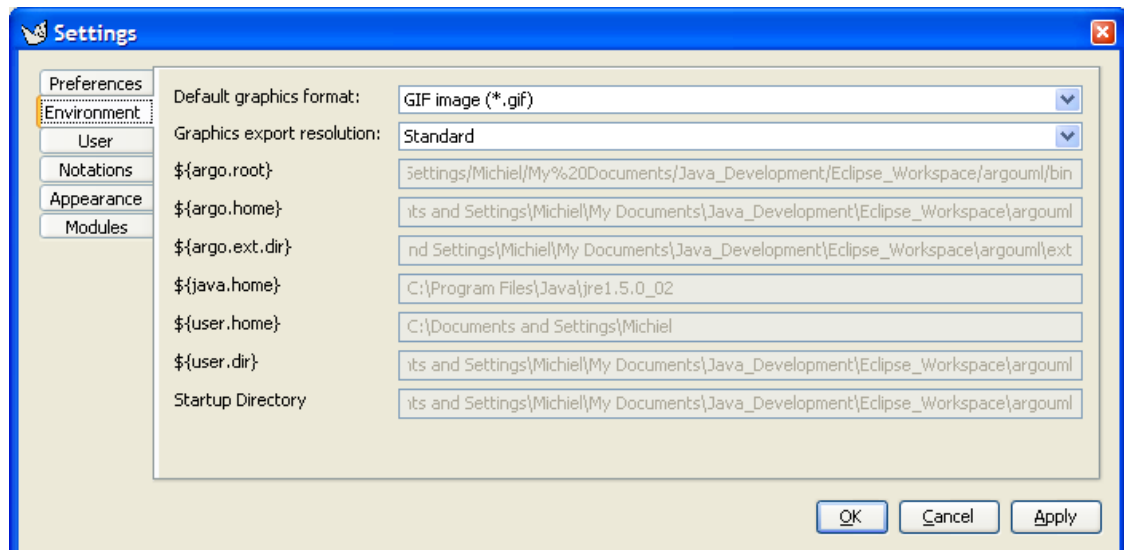 Settings
Preferences
Environment
User
Notations
Appearance
Modules
Default graphics format: GIF image (*.gif)
Graphics export resolution: Standard
${argo.root} Settings/Michiel/My%20Documents/Java_Development/Eclipse_Workspace/argouml/bin
${argo.home} nts and Settings\Michiel\My Documents\Java_Development\Eclipse_Workspace\argouml
${argo.ext.dir} nd Settings\Michiel\My Documents\Java_Development\Eclipse_Workspace\argouml\ext
${java.home} C:\Program Files\Java\jre1.5.0_02
${user.home} C:\Documents and Settings\Michiel
${user.dir} nts and Settings\Michiel\My Documents\Java_Development\Eclipse_Workspace\argouml
Startup Directory nts and Settings\Michiel\My Documents\Java_Development\Eclipse_Workspace\argouml
OK Cancel Apply